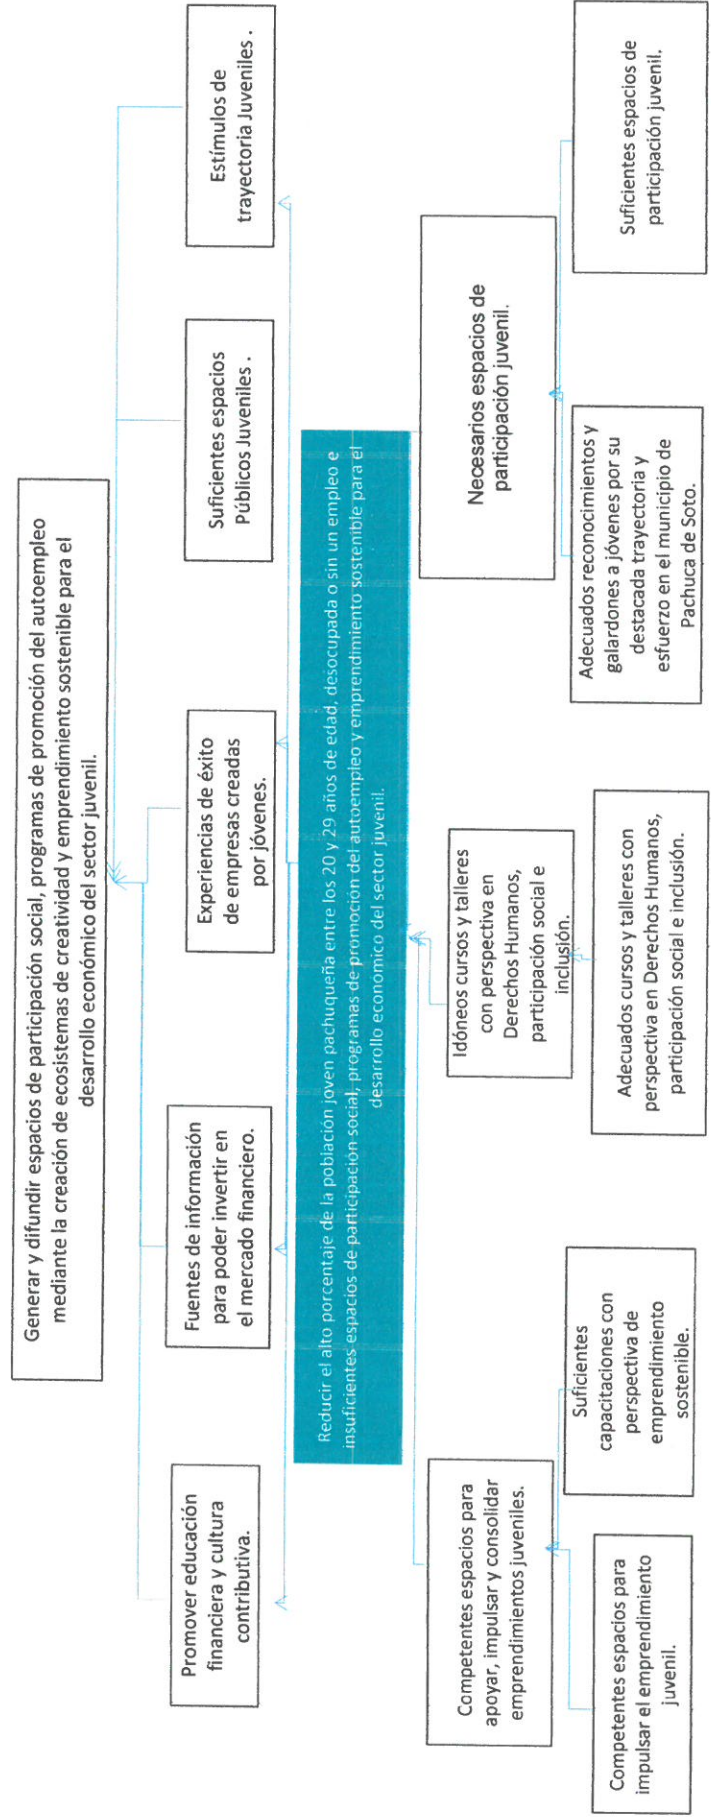 Generar y difundir espacios de participación social, programas de promoción del autoempleo
mediante la creación de ecosistemas de creatividad y emprendimiento sostenible para el
desarrollo económico del sector juvenil.
Promover educación
financiera y cultura
contributiva.
Fuentes de información
para poder invertir en
el mercado financiero.
Experiencias de éxito
de empresas creadas
por jóvenes.
Suficientes espacios
Públicos Juveniles .
Estímulos de
trayectoria Juveniles .
Reducir el alto porcentaje de la población joven pachuqueña entre los 20 y 29 años de edad, desocupada o sin un empleo e
insuficientes espacios de participación social, programas de promoción del autoempleo y emprendimiento sostenible para el
desarrollo económico del sector juvenil.
Competentes espacios para
apoyar, impulsar y consolidar
emprendimientos juveniles.
Idóneos cursos y talleres
con perspectiva en
Derechos Humanos,
participación social e
inclusión.
Necesarios espacios de
participación juvenil.
Competentes espacios para
impulsar el emprendimiento
juvenil.
Suficientes
capacitaciones con
perspectiva de
emprendimiento
sostenible.
Adecuados cursos y talleres con
perspectiva en Derechos Humanos,
participación social e inclusión.
Adecuados reconocimientos y
galardones a jóvenes por su
destacada trayectoria y
esfuerzo en el municipio de
Pachuca de Soto.
Suficientes espacios de
participación juvenil.